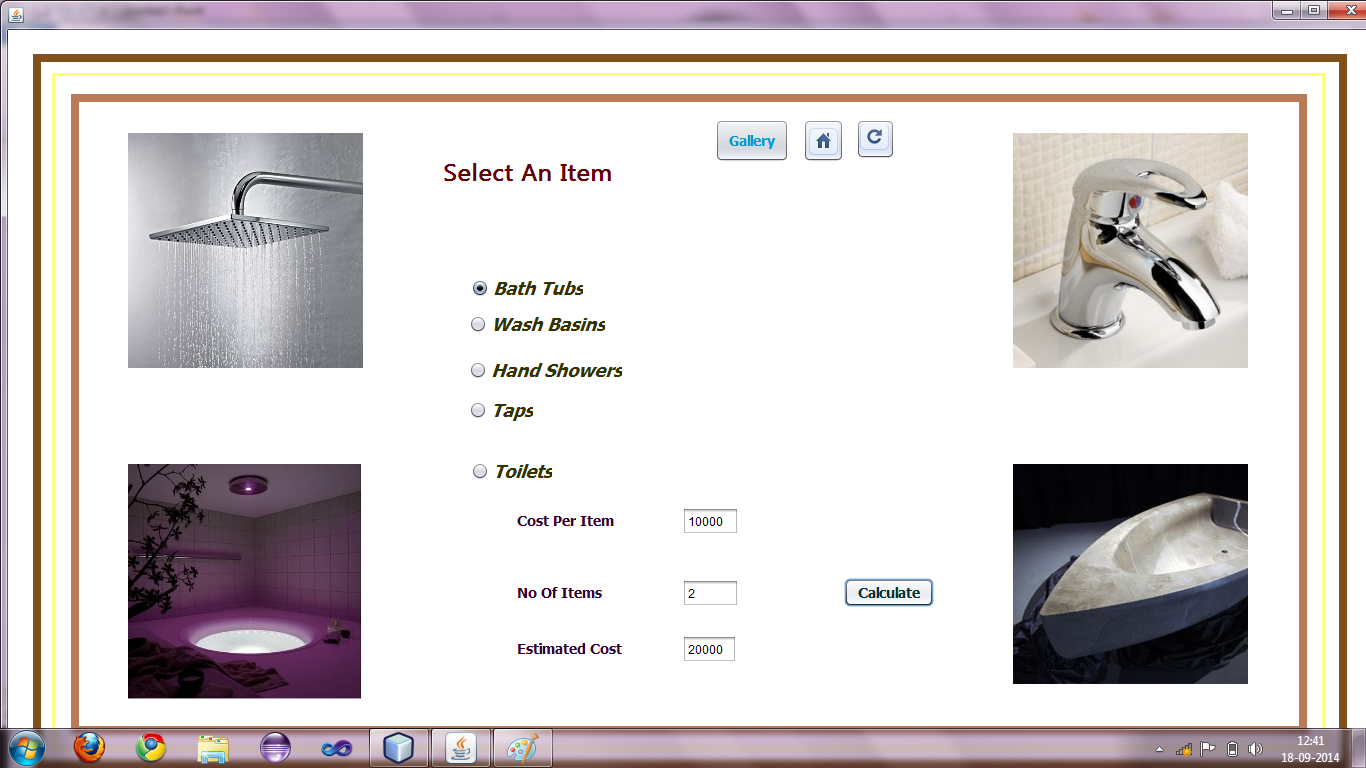 Gallery
Select An Item
Bath Tubs
Wash Basins
Hand Showers
Taps
Toilets
Cost Per Item 10000
No Of Items 2 Calculate
Estimated Cost 20000
12:41
18-09-2014